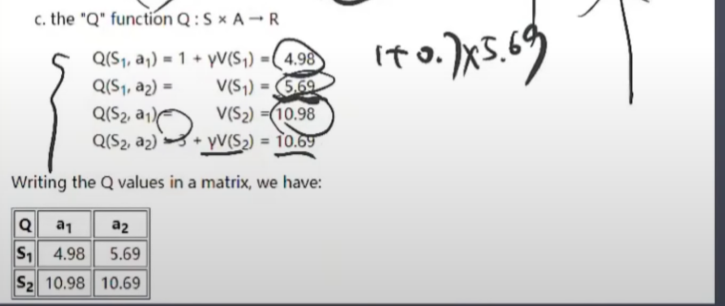 c. the "Q" function Q : S × A → R
Q(S₁, a₁) = 1 + γV(S₁) = 4.98
1+0.7x5.69
Q(S₁, a₂) = V(S₁) = 5.69
Q(S₂, a₁) = V(S₂) = 10.98
Q(S₂, a₂) = 3 + γV(S₂) = 10.69
Writing the Q values in a matrix, we have:
Q a₁ a₂
S₁ 4.98 5.69
S₂ 10.98 10.69